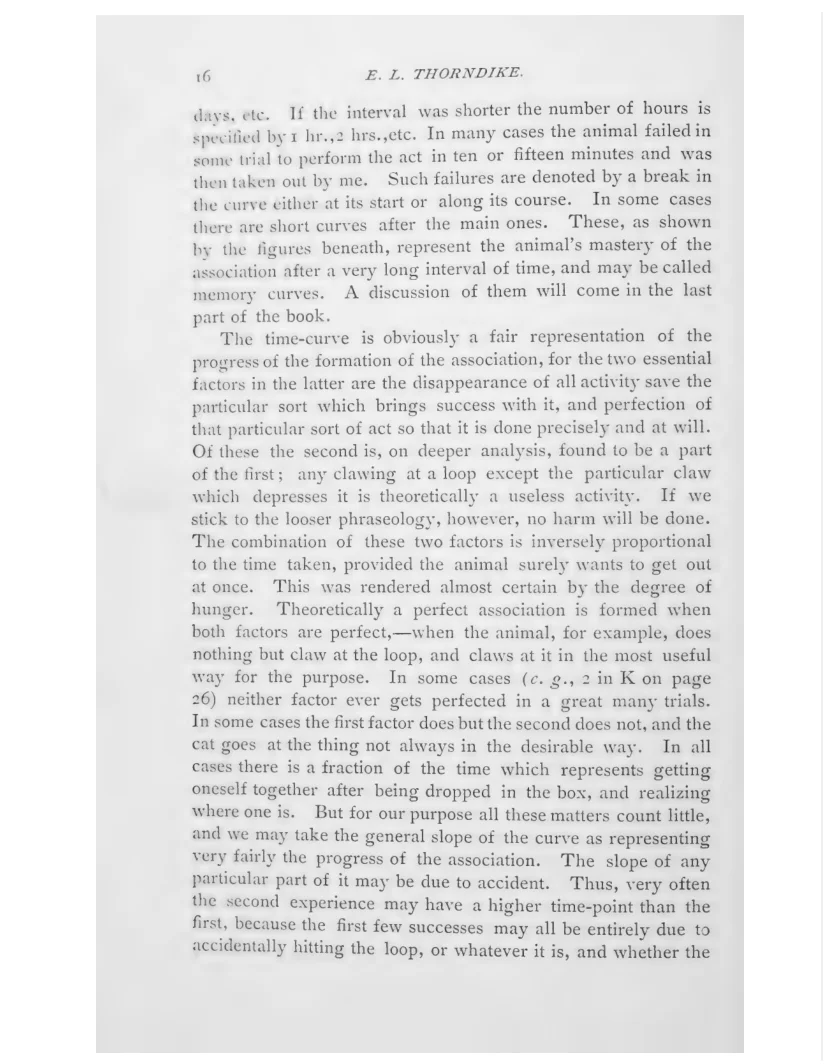 16
E. L. THORNDIKE.
days, etc. If the interval was shorter the number of hours is
specified by 1 hr., 2 hrs., etc. In many cases the animal failed in
some trial to perform the act in ten or fifteen minutes and was
then taken out by me. Such failures are denoted by a break in
the curve either at its start or along its course. In some cases
there are short curves after the main ones. These, as shown
by the figures beneath, represent the animal's mastery of the
association after a very long interval of time, and may be called
memory curves. A discussion of them will come in the last
part of the book.
The time-curve is obviously a fair representation of the
progress of the formation of the association, for the two essential
factors in the latter are the disappearance of all activity save the
particular sort which brings success with it, and perfection of
that particular sort of act so that it is done precisely and at will.
Of these the second is, on deeper analysis, found to be a part
of the first; any clawing at a loop except the particular claw
which depresses it is theoretically a useless activity. If we
stick to the looser phraseology, however, no harm will be done.
The combination of these two factors is inversely proportional
to the time taken, provided the animal surely wants to get out
at once. This was rendered almost certain by the degree of
hunger. Theoretically a perfect association is formed when
both factors are perfect,—when the animal, for example, does
nothing but claw at the loop, and claws at it in the most useful
way for the purpose. In some cases (e. g., 2 in K on page
26) neither factor ever gets perfected in a great many trials.
In some cases the first factor does but the second does not, and the
cat goes at the thing not always in the desirable way. In all
cases there is a fraction of the time which represents getting
oneself together after being dropped in the box, and realizing
where one is. But for our purpose all these matters count little,
and we may take the general slope of the curve as representing
very fairly the progress of the association. The slope of any
particular part of it may be due to accident. Thus, very often
the second experience may have a higher time-point than the
first, because the first few successes may all be entirely due to
accidentally hitting the loop, or whatever it is, and whether the